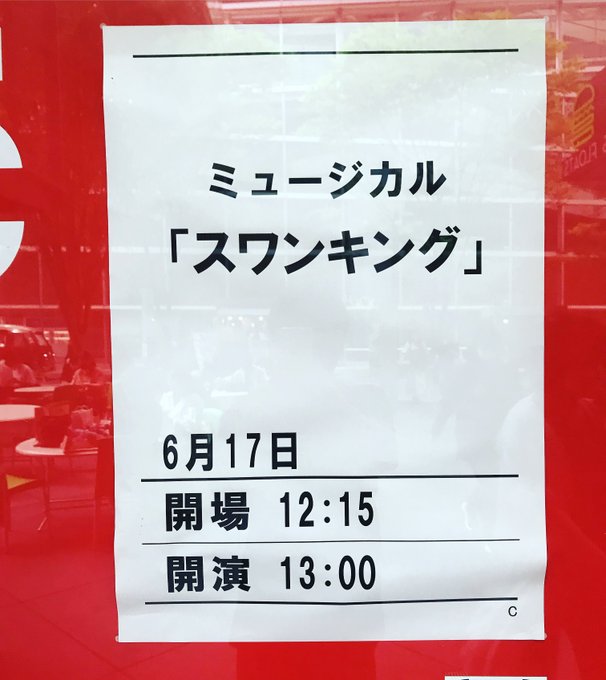 ミュージカル
「スワンキング」
6月17日
開場 12:15
開演 13:00
C